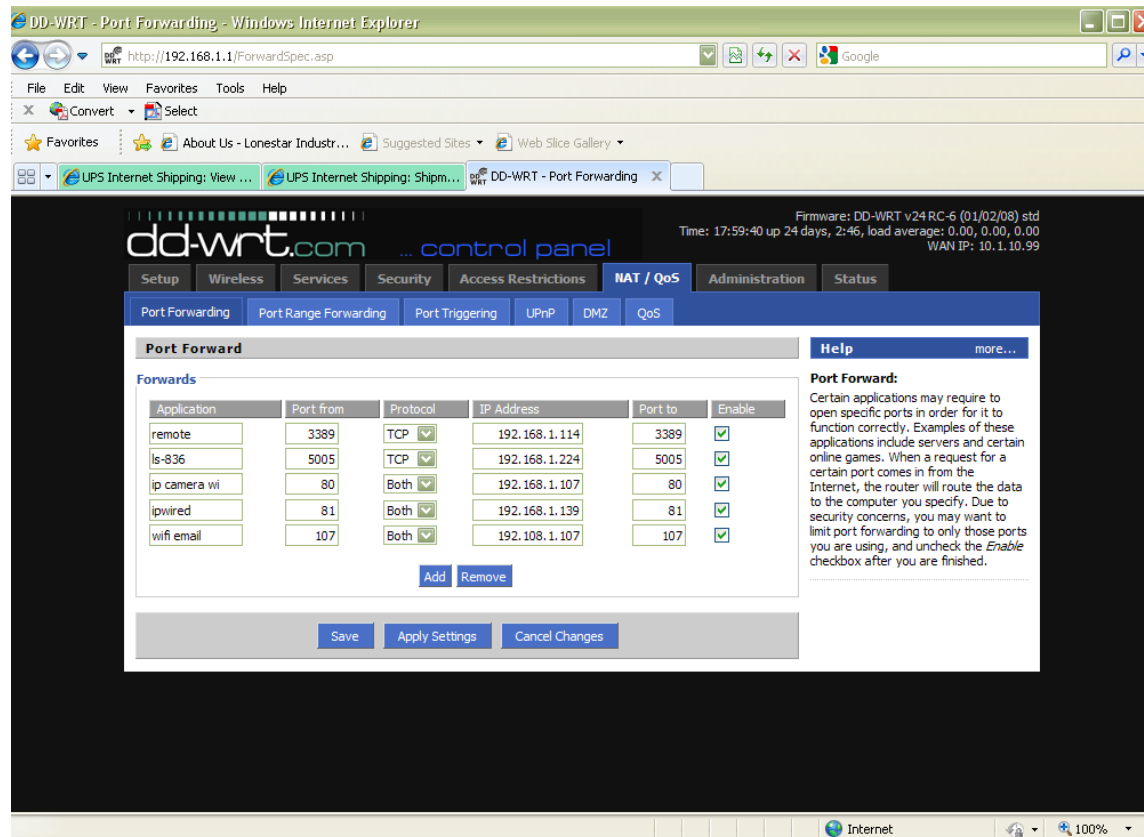 DD-WRT - Port Forwarding - Windows Internet Explorer
http://192.168.1.1/ForwardSpec.asp
Google
File Edit View Favorites Tools Help
Convert Select
Favorites About Us - Lonestar Industr... Suggested Sites Web Slice Gallery
UPS Internet Shipping: View ... UPS Internet Shipping: Shipm... DD-WRT - Port Forwarding
Firmware: DD-WRT v24 RC-6 (01/02/08) std
Time: 17:59:40 up 24 days, 2:46, load average: 0.00, 0.00, 0.00
WAN IP: 10.1.10.99
dd-wrt.com ... control panel
Setup Wireless Services Security Access Restrictions NAT / QoS Administration Status
Port Forwarding Port Range Forwarding Port Triggering UPnP DMZ QoS
Port Forward
Forwards
Application Port from Protocol IP Address Port to Enable
remote 3389 TCP 192.168.1.114 3389
ls-836 5005 TCP 192.168.1.224 5005
ip camera wi 80 Both 192.168.1.107 80
ipwired 81 Both 192.168.1.139 81
wifi email 107 Both 192.108.1.107 107
Add Remove
Save Apply Settings Cancel Changes
Help more...
Port Forward:
Certain applications may require to
open specific ports in order for it to
function correctly. Examples of these
applications include servers and certain
online games. When a request for a
certain port comes in from the
Internet, the router will route the data
to the computer you specify. Due to
security concerns, you may want to
limit port forwarding to only those ports
you are using, and uncheck the Enable
checkbox after you are finished.
Internet 100%